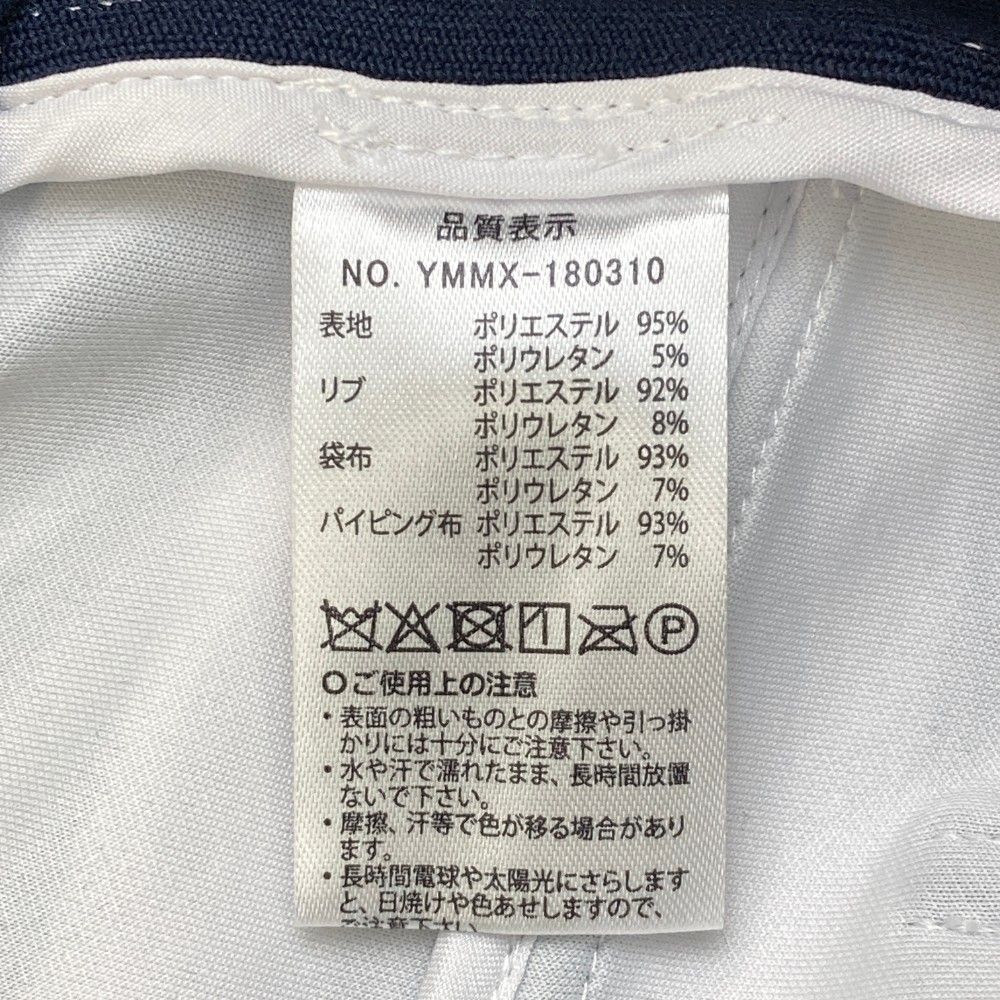 品質表示
NO. YMMX-180310
表地 ポリエステル 95%
ポリウレタン 5%
リブ ポリエステル 92%
ポリウレタン 8%
袋布 ポリエステル 93%
ポリウレタン 7%
パイピング布 ポリエステル 93%
ポリウレタン 7%
P
○ご使用上の注意
・表面の粗いものとの摩擦や引っ掛
かりには十分にご注意下さい。
・水や汗で濡れたまま、長時間放置
ないで下さい。
・摩擦、汗等で色が移る場合があり
ます。
・長時間電球や太陽光にさらします
と、日焼けや色あせしますので、
ご注意下さい。